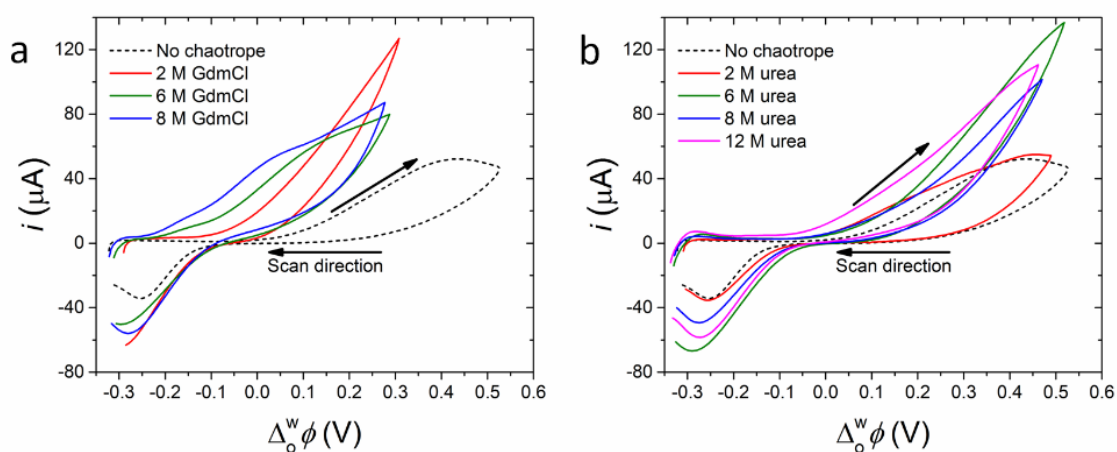 a
No chaotrope
2 M GdmCl
6 M GdmCl
8 M GdmCl
Scan direction
120
80
40
0
-40
-80
i (μA)
-0.3 -0.2 -0.1 0.0 0.1 0.2 0.3 0.4 0.5 0.6
Δ_o^w ϕ (V)
b
No chaotrope
2 M urea
6 M urea
8 M urea
12 M urea
Scan direction
120
80
40
0
-40
-80
i (μA)
-0.3 -0.2 -0.1 0.0 0.1 0.2 0.3 0.4 0.5 0.6
Δ_o^w ϕ (V)